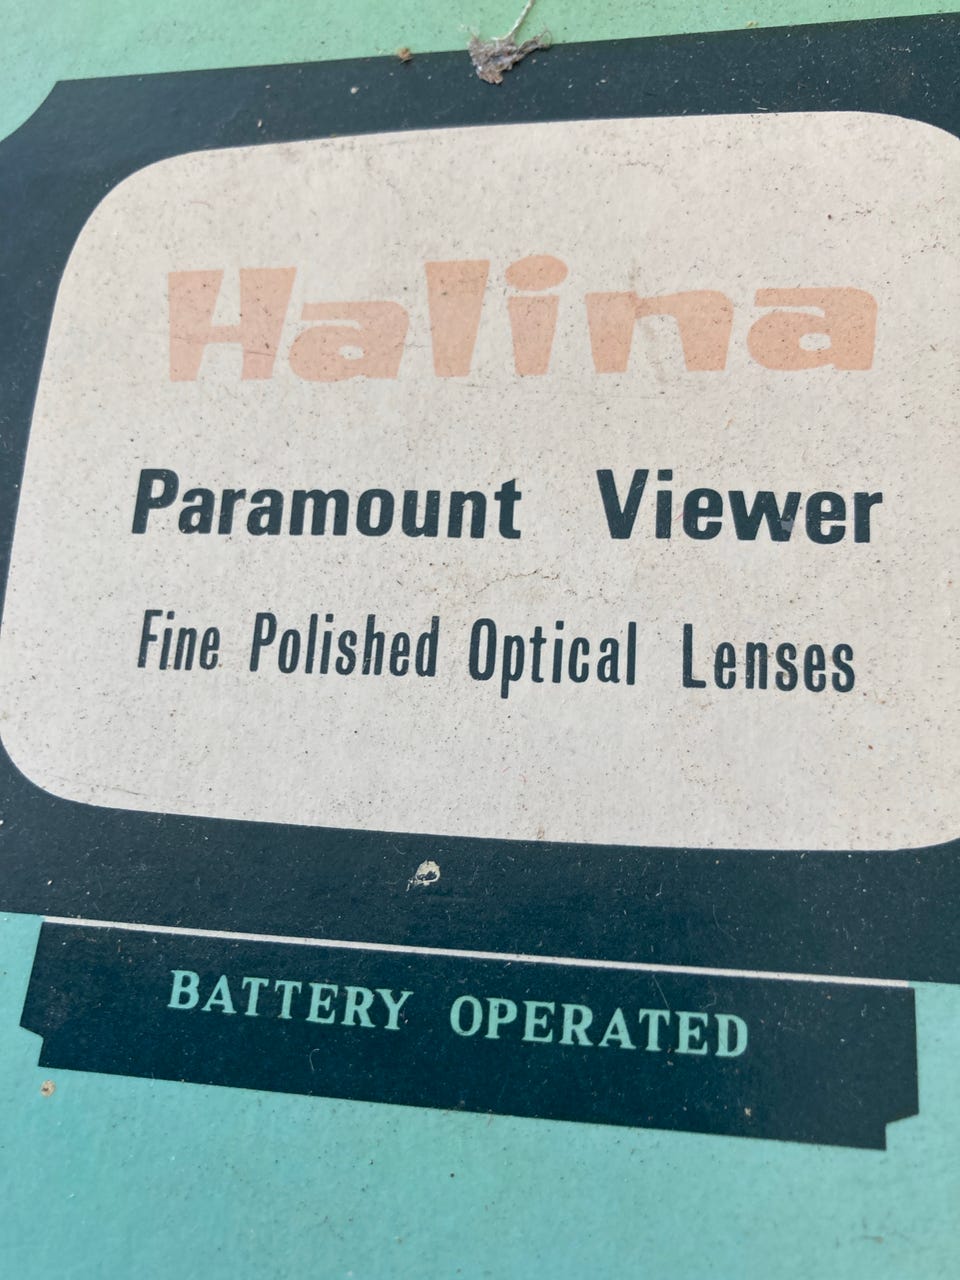 Halina
Paramount Viewer
Fine Polished Optical Lenses
BATTERY OPERATED